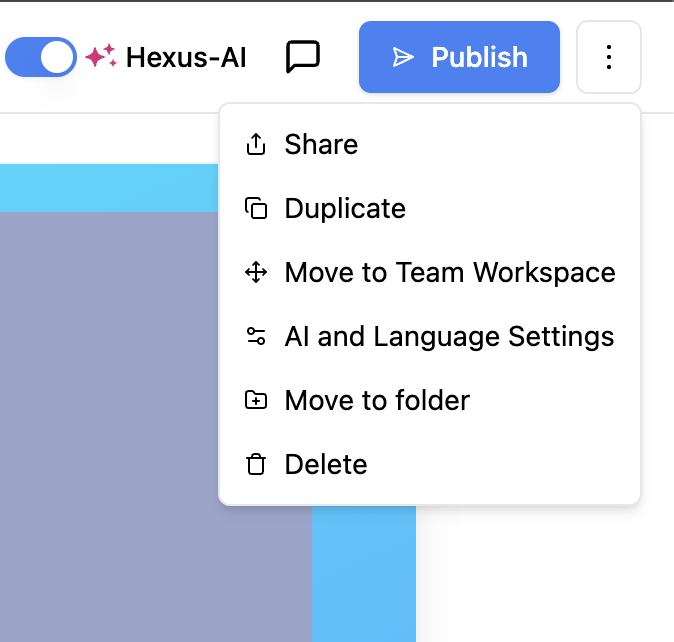 Hexus-AI
Publish
Share
Duplicate
Move to Team Workspace
AI and Language Settings
Move to folder
Delete